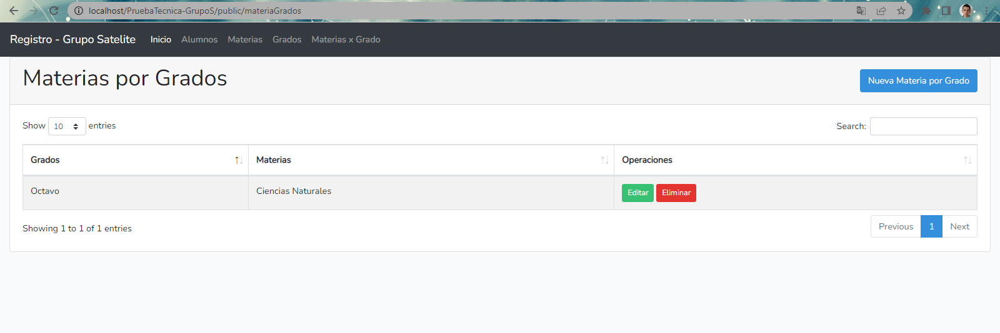 localhost/PruebaTecnica-GrupoS/public/materiaGrados
Registro - Grupo Satelite Inicio Alumnos Materias Grados Materias x Grado
Materias por Grados
Nueva Materia por Grado
Show 10 entries
Search:
Grados Materias Operaciones
Octavo Ciencias Naturales Editar Eliminar
Showing 1 to 1 of 1 entries
Previous 1 Next